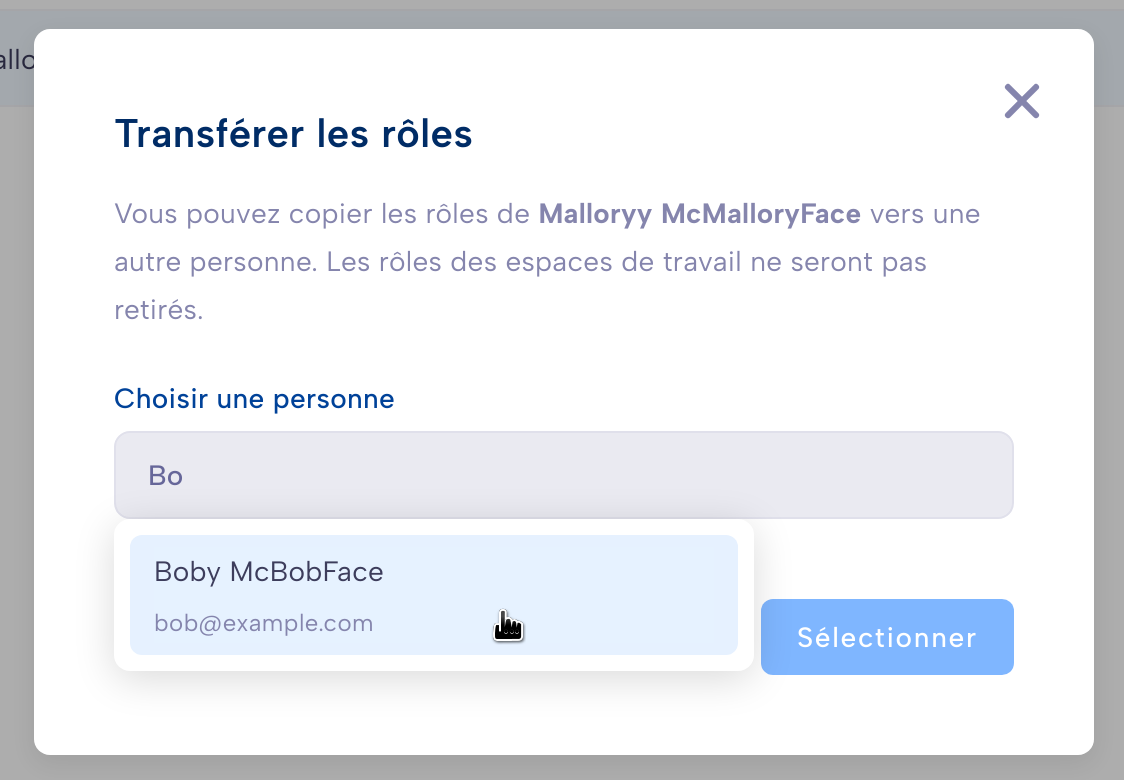 allo
Transférer les rôles
Vous pouvez copier les rôles de Malloryy McMalloryFace vers une
autre personne. Les rôles des espaces de travail ne seront pas
retirés.
Choisir une personne
Bo
Boby McBobFace
bob@example.com
Sélectionner